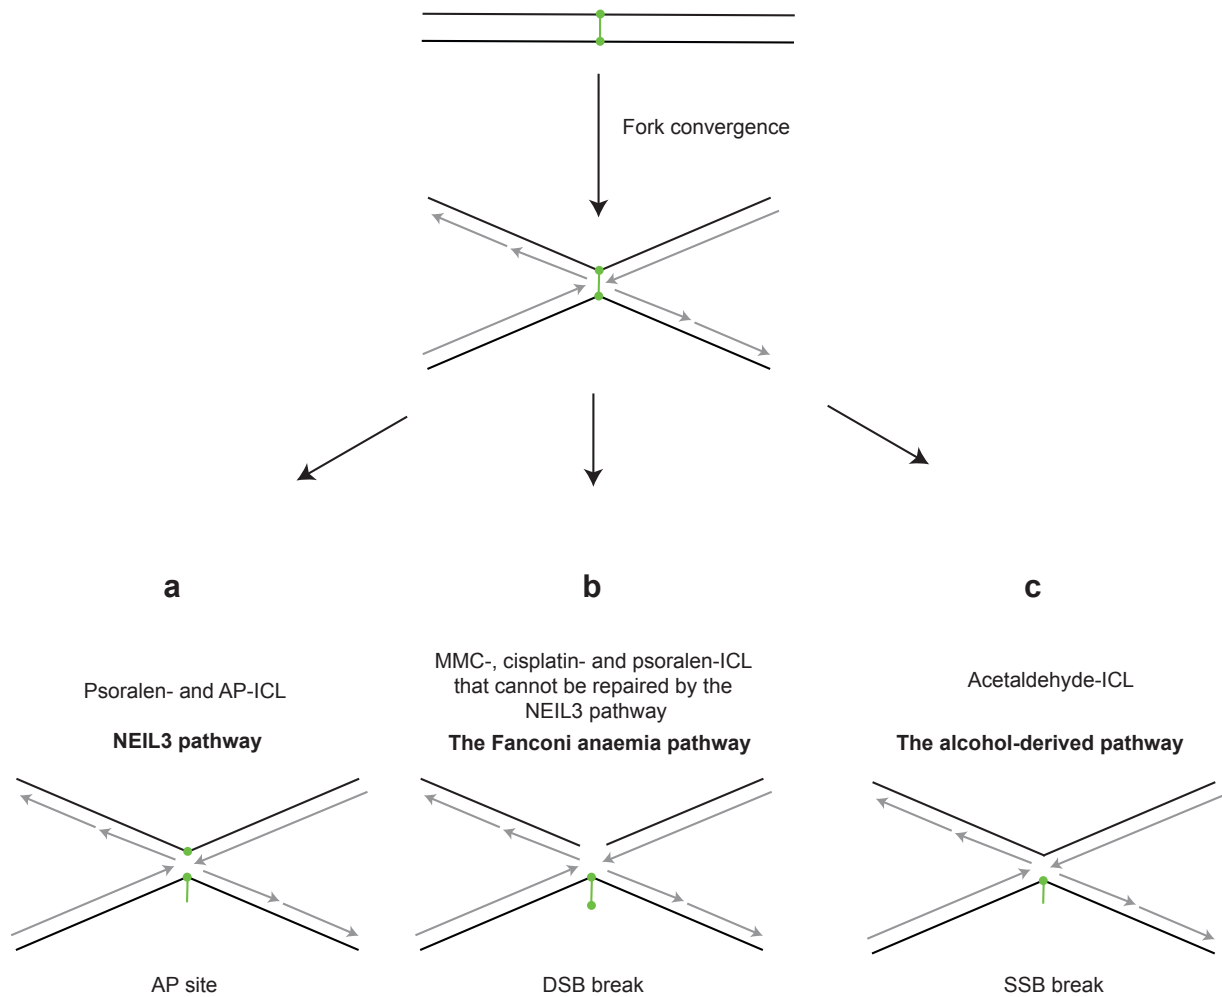 Fork convergence
a
b
c
Psoralen- and AP-ICL
NEIL3 pathway
MMC-, cisplatin- and psoralen-ICL
that cannot be repaired by the
NEIL3 pathway
The Fanconi anaemia pathway
Acetaldehyde-ICL
The alcohol-derived pathway
AP site
DSB break
SSB break